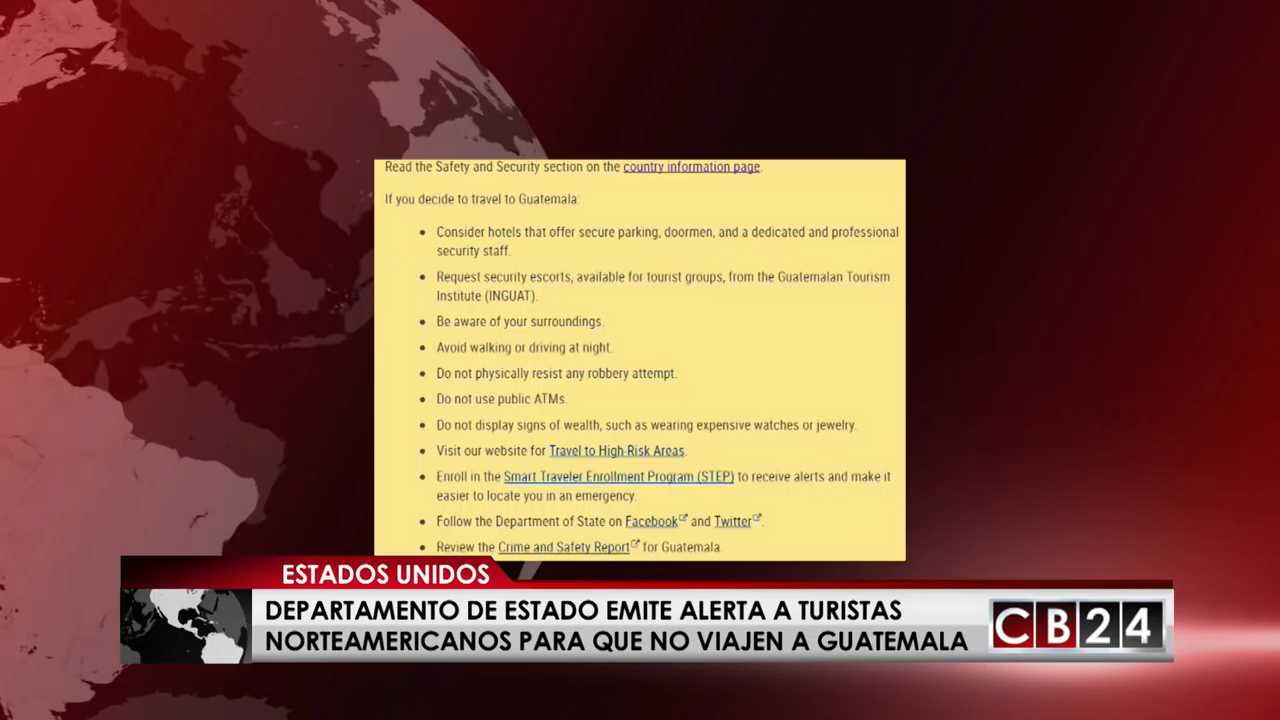 Read the Safety and Security section on the country information page.
If you decide to travel to Guatemala:
Consider hotels that offer secure parking, doormen, and a dedicated and professional
security staff.
Request security escorts, available for tourist groups, from the Guatemalan Tourism
Institute (INGUAT).
Be aware of your surroundings.
Avoid walking or driving at night.
Do not physically resist any robbery attempt.
Do not use public ATMs.
Do not display signs of wealth, such as wearing expensive watches or jewelry.
Visit our website for Travel to High-Risk Areas.
Enroll in the Smart Traveler Enrollment Program (STEP) to receive alerts and make it
easier to locate you in an emergency.
Follow the Department of State on Facebook and Twitter.
Review the Crime and Safety Report for Guatemala.
ESTADOS UNIDOS
DEPARTAMENTO DE ESTADO EMITE ALERTA A TURISTAS
NORTEAMERICANOS PARA QUE NO VIAJEN A GUATEMALA
CB24